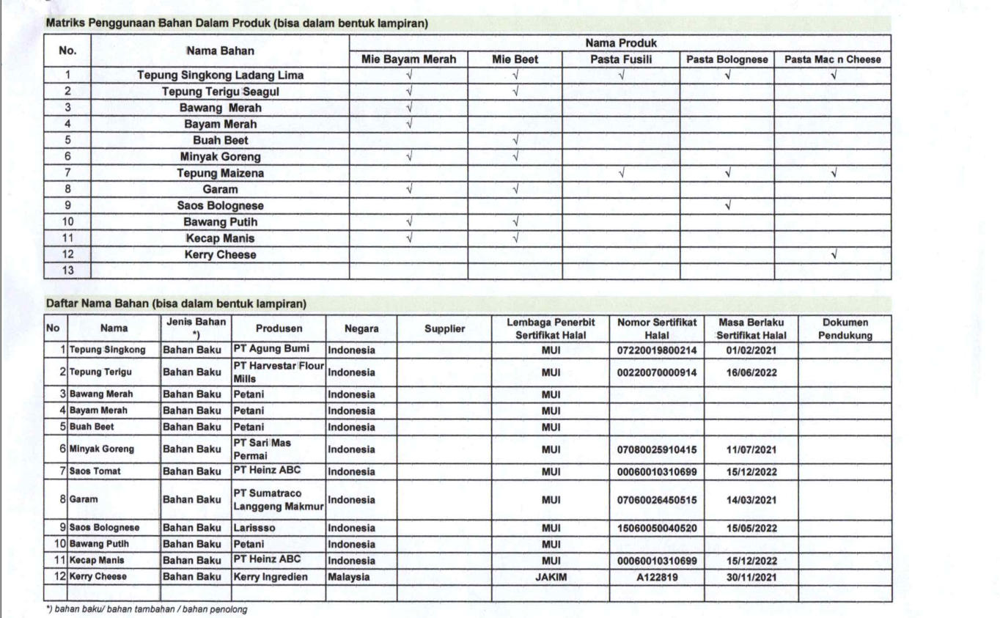 Matriks Penggunaan Bahan Dalam Produk (bisa dalam bentuk lampiran)
No. Nama Bahan Nama Produk
Mie Bayam Merah Mie Beet Pasta Fusili Pasta Bolognese Pasta Mac n Cheese
1 Tepung Singkong Ladang Lima √ √ √ √ √
2 Tepung Terigu Seagul √ √
3 Bawang Merah √
4 Bayam Merah √
5 Buah Beet √
6 Minyak Goreng √ √
7 Tepung Maizena √ √ √
8 Garam √ √
9 Saos Bolognese √
10 Bawang Putih √ √
11 Kecap Manis √ √
12 Kerry Cheese √
13
Daftar Nama Bahan (bisa dalam bentuk lampiran)
No Nama Jenis Bahan *) Produsen Negara Supplier Lembaga Penerbit Sertifikat Halal Nomor Sertifikat Halal Masa Berlaku Sertifikat Halal Dokumen Pendukung
1 Tepung Singkong Bahan Baku PT Agung Bumi Indonesia MUI 07220019800214 01/02/2021
2 Tepung Terigu Bahan Baku PT Harvestar Flour Mills Indonesia MUI 00220070000914 16/06/2022
3 Bawang Merah Bahan Baku Petani Indonesia MUI
4 Bayam Merah Bahan Baku Petani Indonesia MUI
5 Buah Beet Bahan Baku Petani Indonesia MUI
6 Minyak Goreng Bahan Baku PT Sari Mas Permai Indonesia MUI 07080025910415 11/07/2021
7 Saos Tomat Bahan Baku PT Heinz ABC Indonesia MUI 00060010310699 15/12/2022
8 Garam Bahan Baku PT Sumatraco Langgeng Makmur Indonesia MUI 07060026450515 14/03/2021
9 Saos Bolognese Bahan Baku Larissso Indonesia MUI 15060050040520 15/05/2022
10 Bawang Putih Bahan Baku Petani Indonesia MUI
11 Kecap Manis Bahan Baku PT Heinz ABC Indonesia MUI 00060010310699 15/12/2022
12 Kerry Cheese Bahan Baku Kerry Ingredien Malaysia JAKIM A122819 30/11/2021
*) bahan baku/ bahan tambahan / bahan penolong